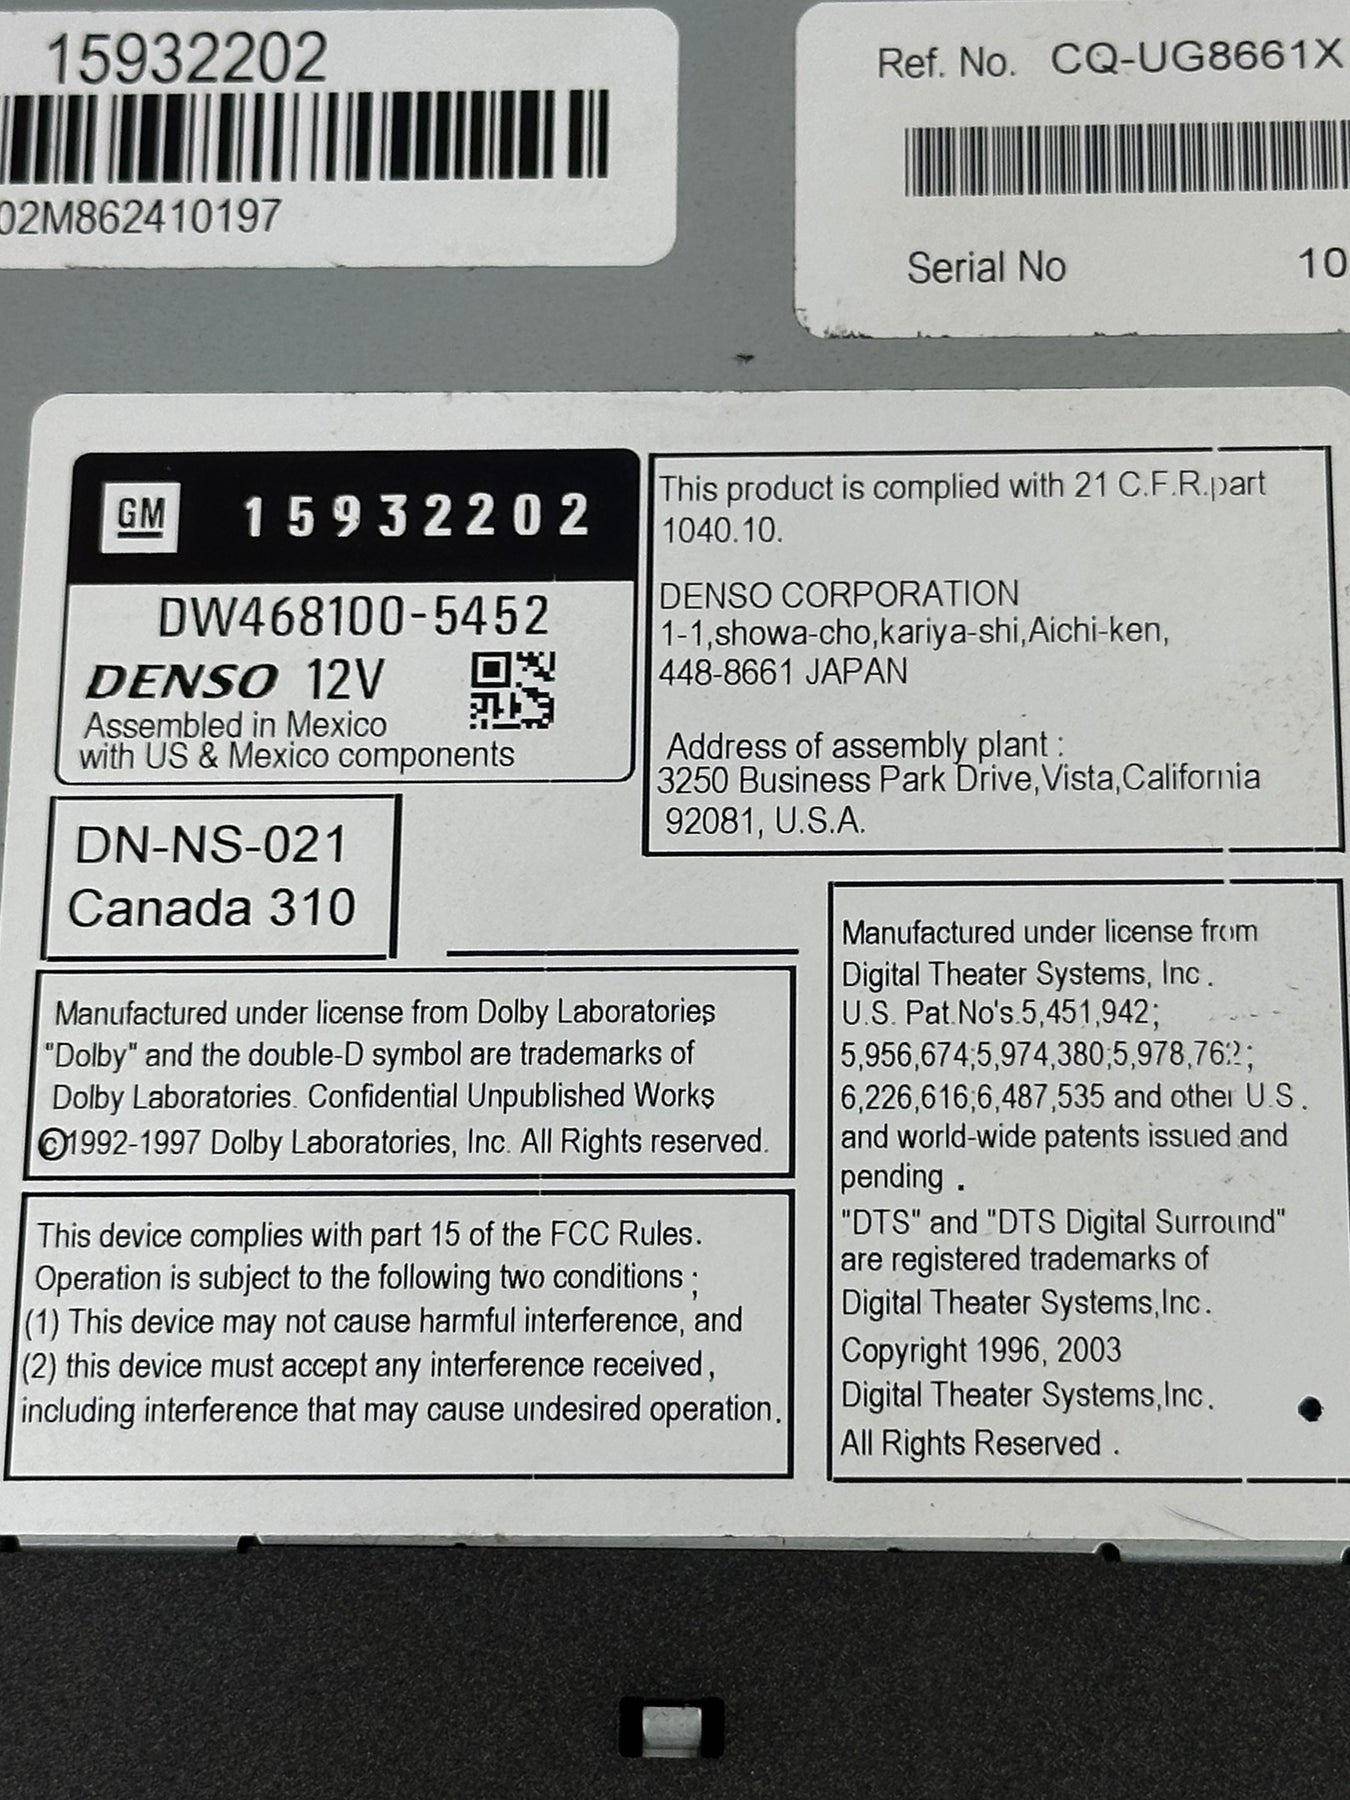 15932202
02M862410197
Ref. No. CQ-UG8661X
Serial No 10
GM 15932202
DW468100-5452
DENSO 12V
Assembled in Mexico
with US & Mexico components
This product is complied with 21 C.F.R.part
1040.10.
DENSO CORPORATION
1-1,showa-cho,kariya-shi,Aichi-ken,
448-8661 JAPAN
Address of assembly plant :
3250 Business Park Drive,Vista,California
92081, U.S.A.
DN-NS-021
Canada 310
Manufactured under license from Dolby Laboratories
"Dolby" and the double-D symbol are trademarks of
Dolby Laboratories. Confidential Unpublished Works
©1992-1997 Dolby Laboratories, Inc. All Rights reserved.
This device complies with part 15 of the FCC Rules.
Operation is subject to the following two conditions ;
(1) This device may not cause harmful interference, and
(2) this device must accept any interference received,
including interference that may cause undesired operation.
Manufactured under license from
Digital Theater Systems, Inc.
U.S. Pat.No's.5,451,942;
5,956,674;5,974,380;5,978,762;
6,226,616;6,487,535 and other U.S.
and world-wide patents issued and
pending .
"DTS" and "DTS Digital Surround"
are registered trademarks of
Digital Theater Systems,Inc.
Copyright 1996, 2003
Digital Theater Systems,Inc.
All Rights Reserved .